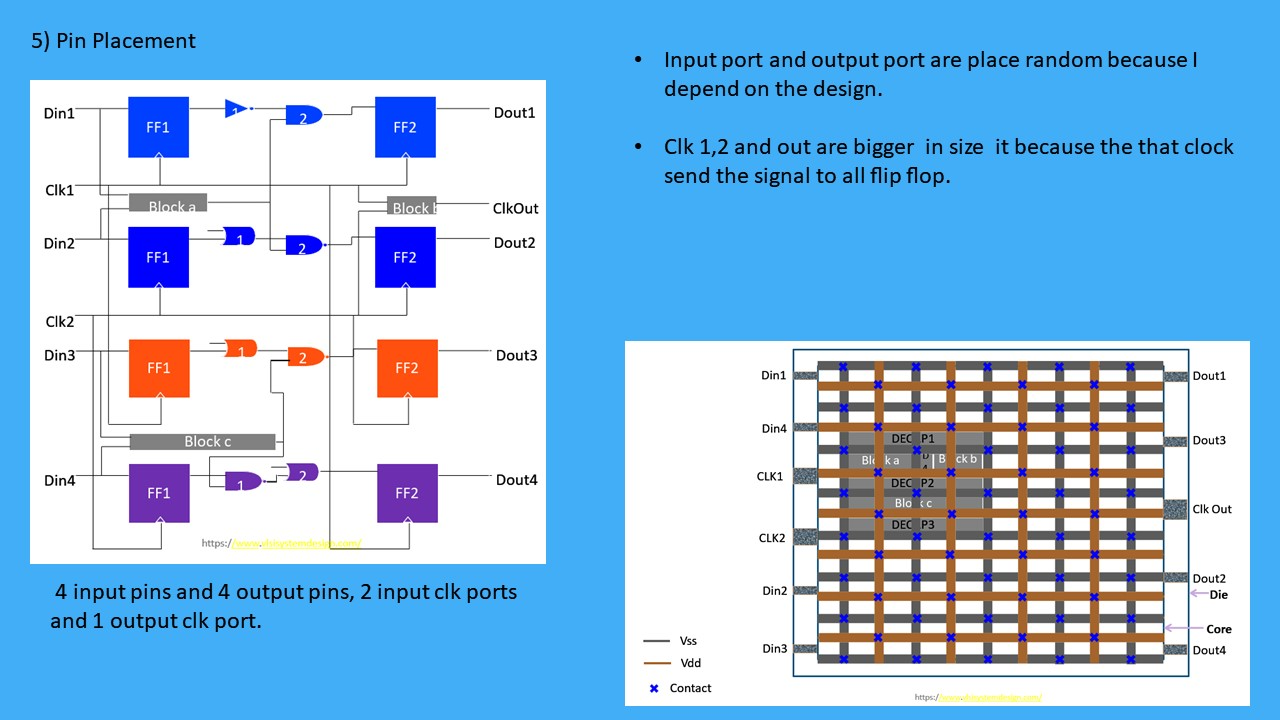 5) Pin Placement
• Input port and output port are place random because I
depend on the design.
• Clk 1,2 and out are bigger in size it because the that clock
send the signal to all flip flop.
Din1
FF1
1
2
FF2
Dout1
Clk1
Block a
Block
ClkOut
Din2
FF1
1
2
FF2
Dout2
Clk2
Din3
FF1
1
2
FF2
Dout3
Block c
Din4
FF1
1
2
FF2
Dout4
https://www.vlsisystemdesign.com/
4 input pins and 4 output pins, 2 input clk ports
and 1 output clk port.
Din1
Dout1
Din4
DECAP1
Dout3
Block a
Block b
CLK1
DECAP2
Block c
Clk Out
DECAP3
CLK2
Dout2
Din2
Die
Core
Din3
Dout4
Vss
Vdd
Contact
https://www.vlsisystemdesign.com/